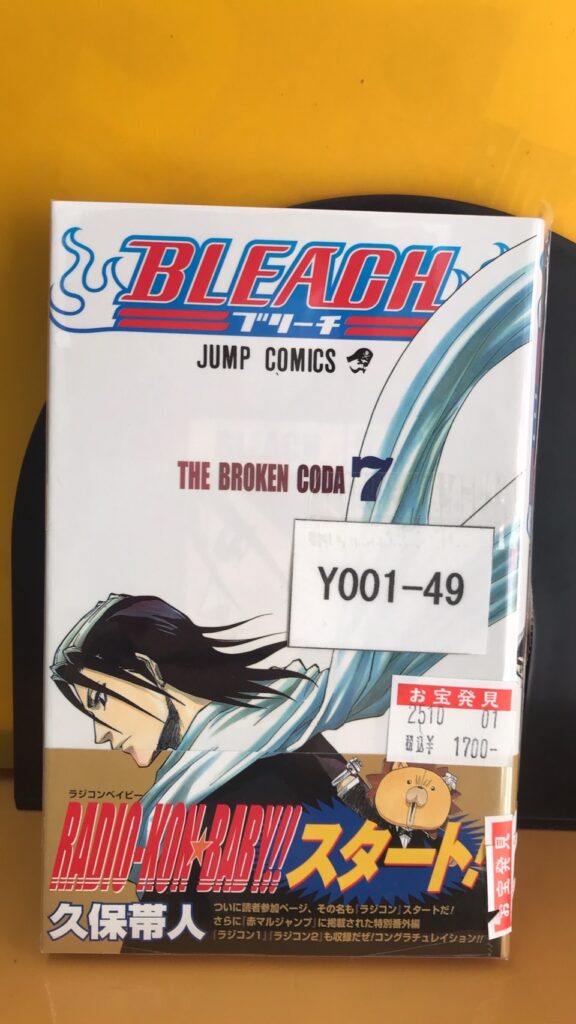 BLEACH
ブリーチ
JUMP COMICS
THE BROKEN CODA 7
Y001-49
お宝発見
2510 01
税込¥ 1700-
ラジコンベイビー
RADIO-KON★BABY!!
スタート!
お宝発見
久保帯人
ついに読者参加ページ、その名も『ラジコン』スタートだ!
さらに『赤マルジャンプ』に掲載された特別番外編
『ラジコン1』『ラジコン2』も収録だぜ!コングラチュレイション!!